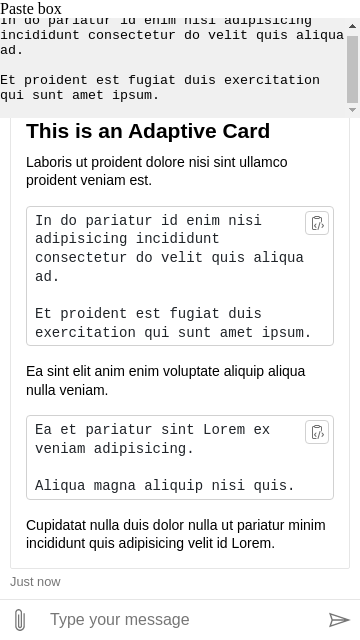 Paste box
In do pariatur id enim nisi adipisicing
incididunt consectetur do velit quis aliqua
ad.
Et proident est fugiat duis exercitation
qui sunt amet ipsum.
This is an Adaptive Card
Laboris ut proident dolore nisi sint ullamco
proident veniam est.
In do pariatur id enim nisi
adipisicing incididunt
consectetur do velit quis aliqua
ad.
Et proident est fugiat duis
exercitation qui sunt amet ipsum.
Ea sint elit anim enim voluptate aliquip aliqua
nulla veniam.
Ea et pariatur sint Lorem ex
veniam adipisicing.
Aliqua magna aliquip nisi quis.
Cupidatat nulla duis dolor nulla ut pariatur minim
incididunt quis adipisicing velit id Lorem.
Just now
Type your message